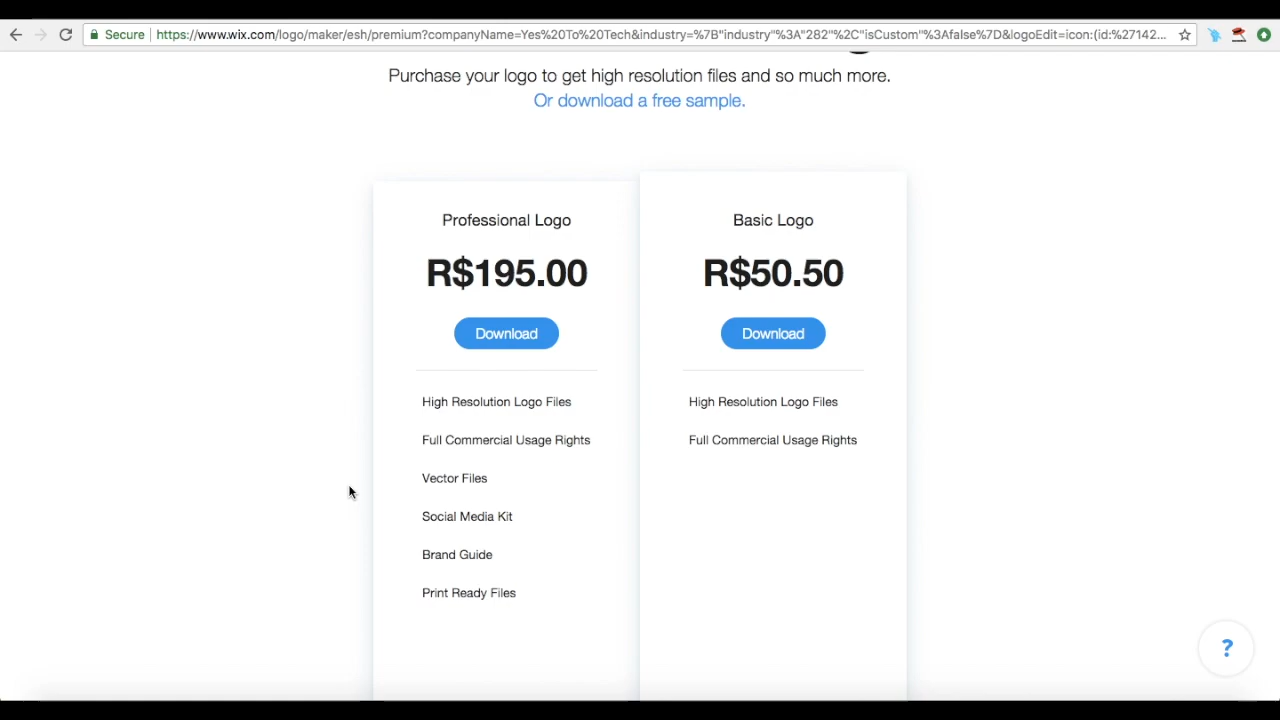 Secure
https://www.wix.com/logo/maker/esh/premium?companyName=Yes%20To%20Tech&industry=%7B"industry"%3A"282"%2C"isCustom"%3Afalse%7D&logoEdit=icon:(id:%27142...
Purchase your logo to get high resolution files and so much more.
Or download a free sample.
Professional Logo
R$195.00
Download
High Resolution Logo Files
Full Commercial Usage Rights
Vector Files
Social Media Kit
Brand Guide
Print Ready Files
Basic Logo
R$50.50
Download
High Resolution Logo Files
Full Commercial Usage Rights
?